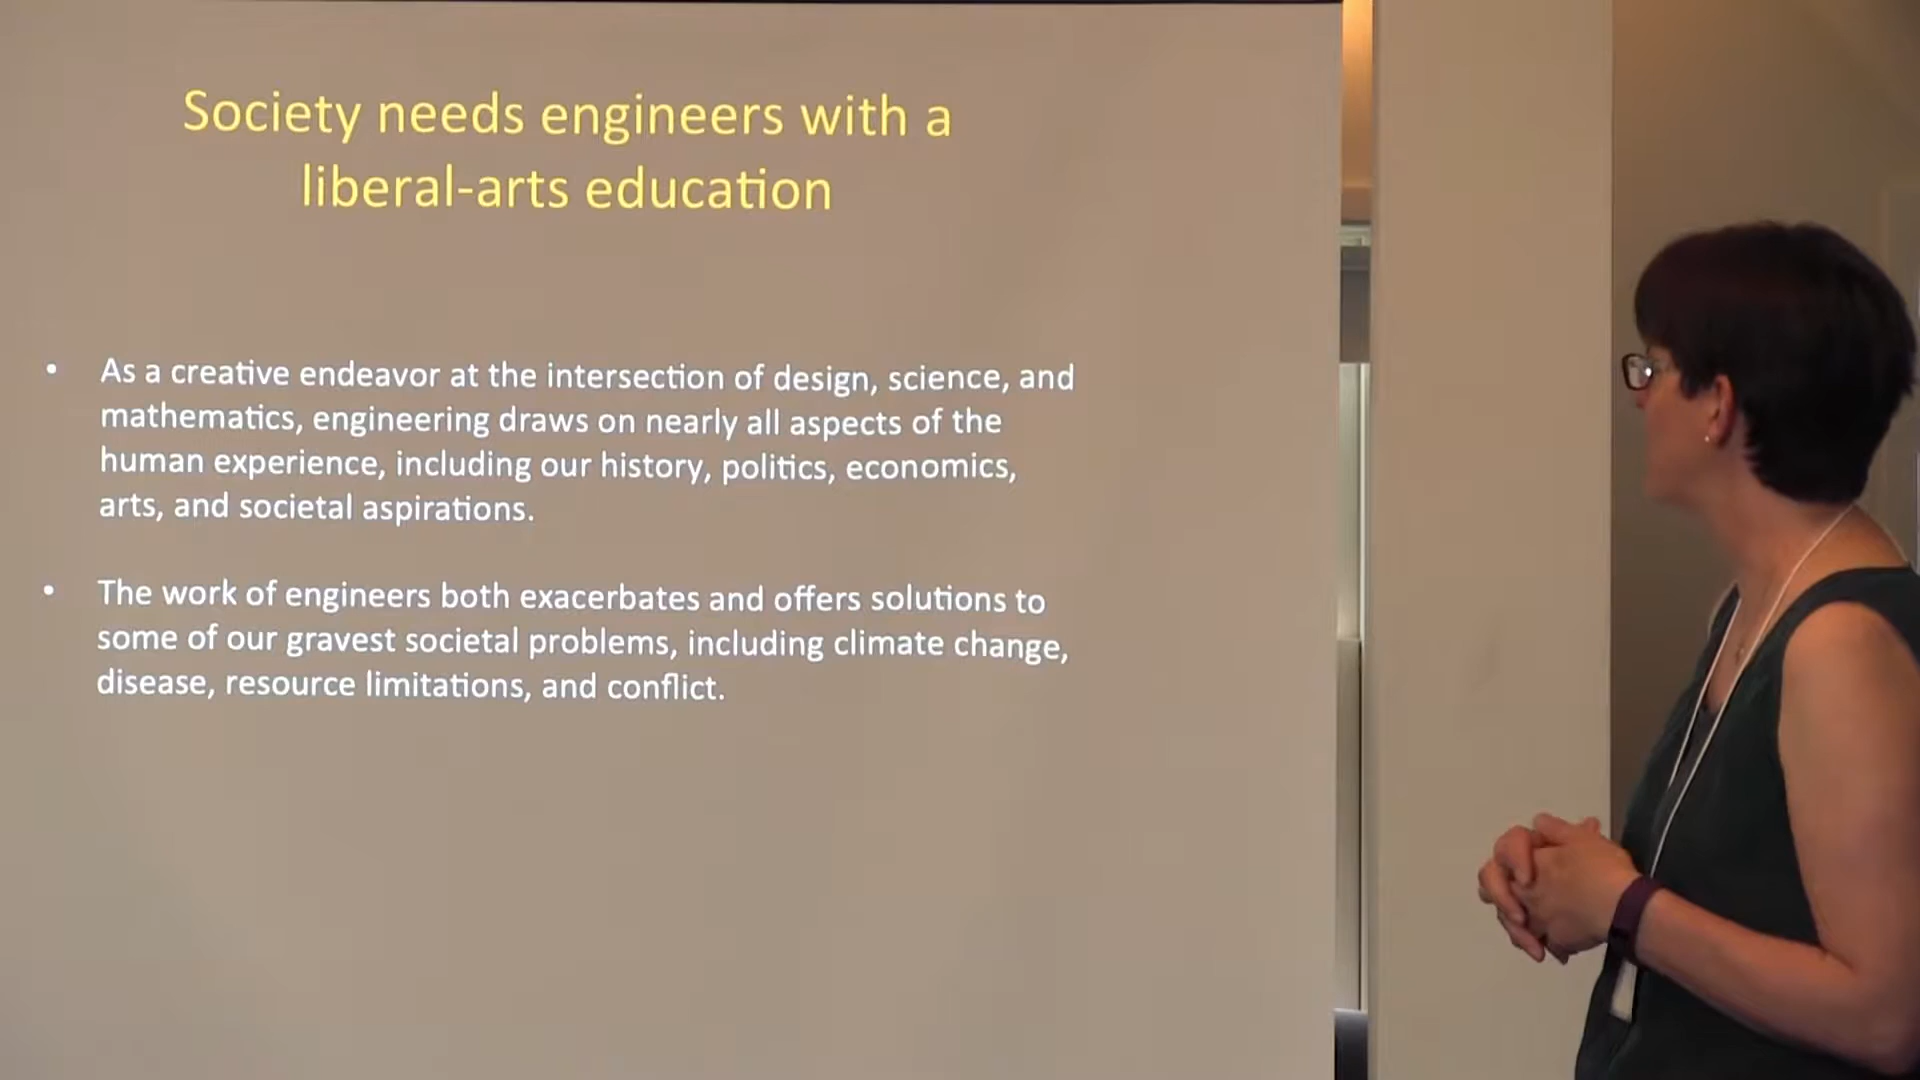 Society needs engineers with a
liberal-arts education
• As a creative endeavor at the intersection of design, science, and
mathematics, engineering draws on nearly all aspects of the
human experience, including our history, politics, economics,
arts, and societal aspirations.
• The work of engineers both exacerbates and offers solutions to
some of our gravest societal problems, including climate change,
disease, resource limitations, and conflict.